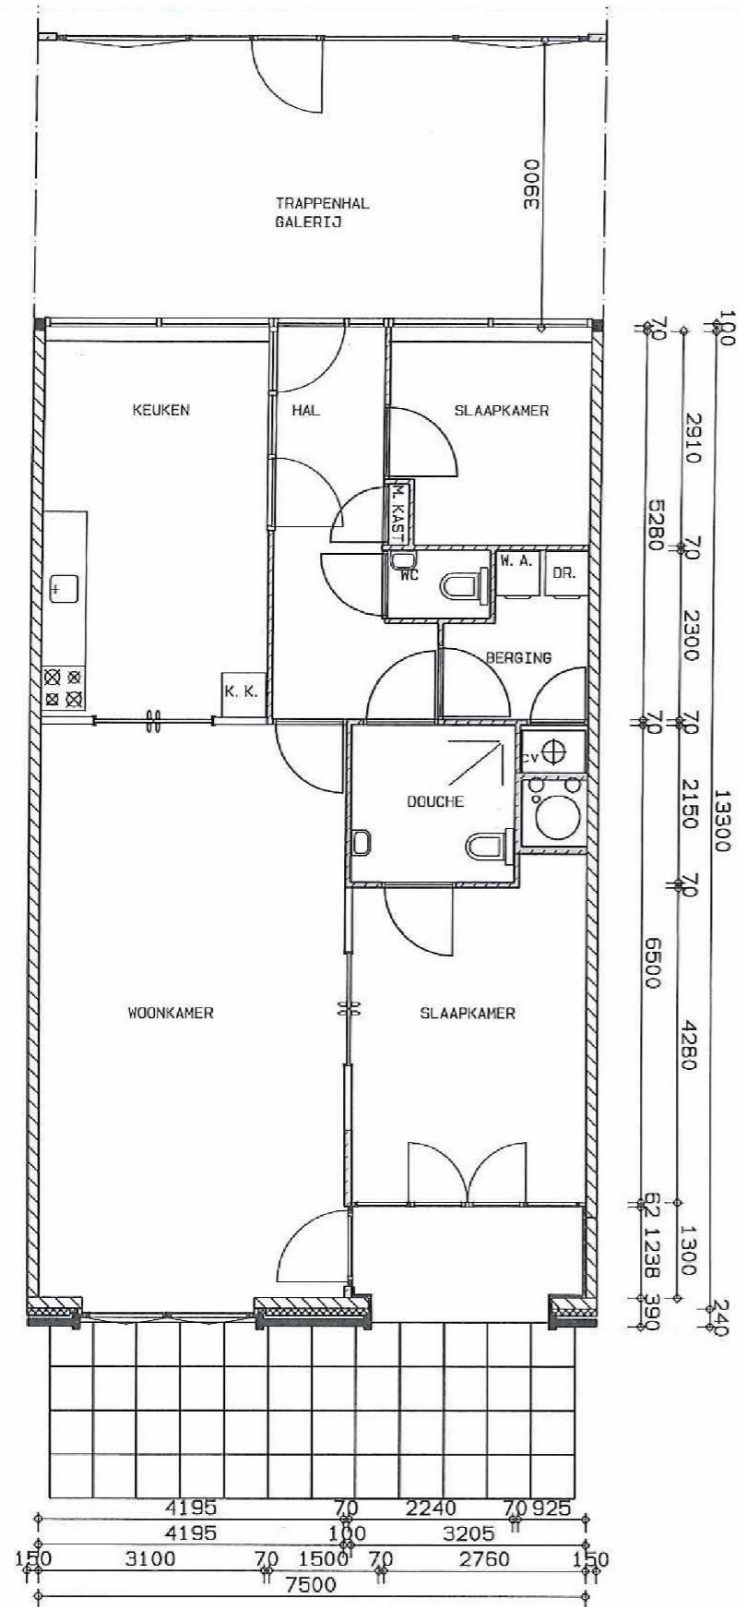 3900
TRAPPENHAL
GALERIJ
100
70
KEUKEN
HAL
SLAAPKAMER
2910
M. KAST
5280
70
WC
W. A.
DR.
2300
BERGING
K. K.
70
70
CV
DOUCHE
2150
13300
70
6500
WOONKAMER
SLAAPKAMER
4280
62
1238
1300
390
240
4195 70 2240 70 925
4195 100 3205
150 3100 70 1500 70 2760 150
7500